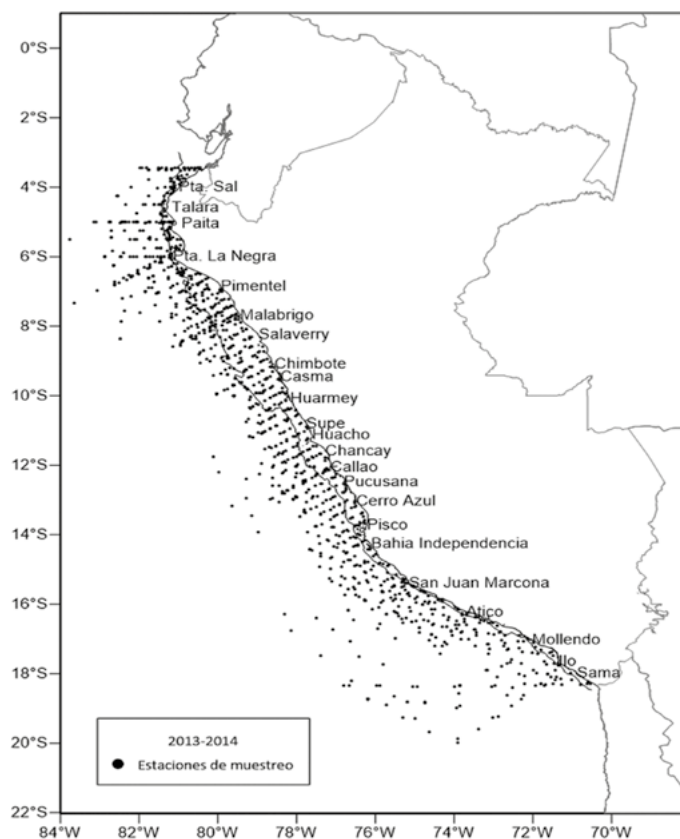 0°S
2°S
4°S
6°S
8°S
10°S
12°S
14°S
16°S
18°S
20°S
22°S
Pta. Sal
Talara
Paita
Pta. La Negra
Pimentel
Malabrigo
Salaverry
Chimbote
Casma
Huarmey
Supe
Huacho
Chancay
Callao
Pucusana
Cerro Azul
Pisco
Bahia Independencia
San Juan Marcona
Atico
Mollendo
Ilo
Sama
2013-2014
Estaciones de muestreo
84°W 82°W 80°W 78°W 76°W 74°W 72°W 70°W